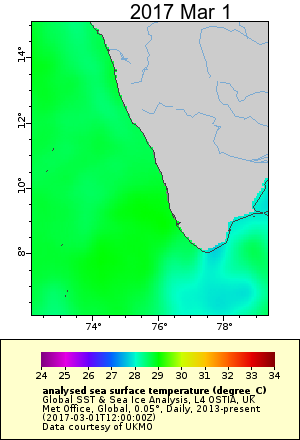 2017 Mar 1
14°
12°
10°
8°
74°
76°
78°
24 25 26 27 28 29 30 31 32 33 34
analysed sea surface temperature (degree_C)
Global SST & Sea Ice Analysis, L4 OSTIA, UK
Met Office, Global, 0.05°, Daily, 2013-present
(2017-03-01T12:00:00Z)
Data courtesy of UKMO